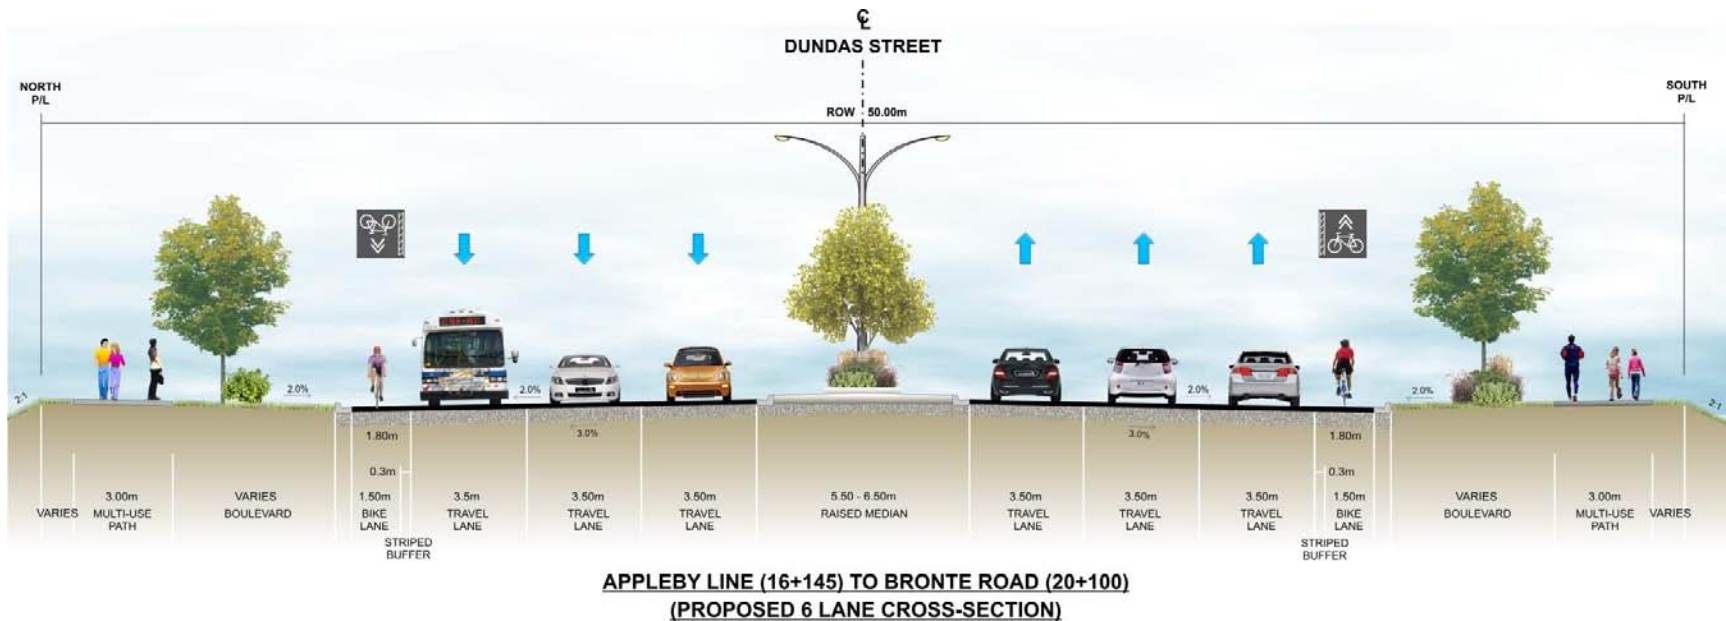 ℄
DUNDAS STREET
NORTH
P/L
SOUTH
P/L
ROW 50.00m
2:1
2.0%
2.0%
3.0%
2.0%
3.0%
2.0%
2:1
1.80m
0.3m
1.80m
0.3m
VARIES
3.00m
MULTI-USE
PATH
VARIES
BOULEVARD
1.50m
BIKE
LANE
STRIPED
BUFFER
3.5m
TRAVEL
LANE
3.50m
TRAVEL
LANE
3.50m
TRAVEL
LANE
5.50 - 6.50m
RAISED MEDIAN
3.50m
TRAVEL
LANE
3.50m
TRAVEL
LANE
3.50m
TRAVEL
LANE
STRIPED
BUFFER
1.50m
BIKE
LANE
VARIES
BOULEVARD
3.00m
MULTI-USE
PATH
VARIES
APPLEBY LINE (16+145) TO BRONTE ROAD (20+100)
(PROPOSED 6 LANE CROSS-SECTION)